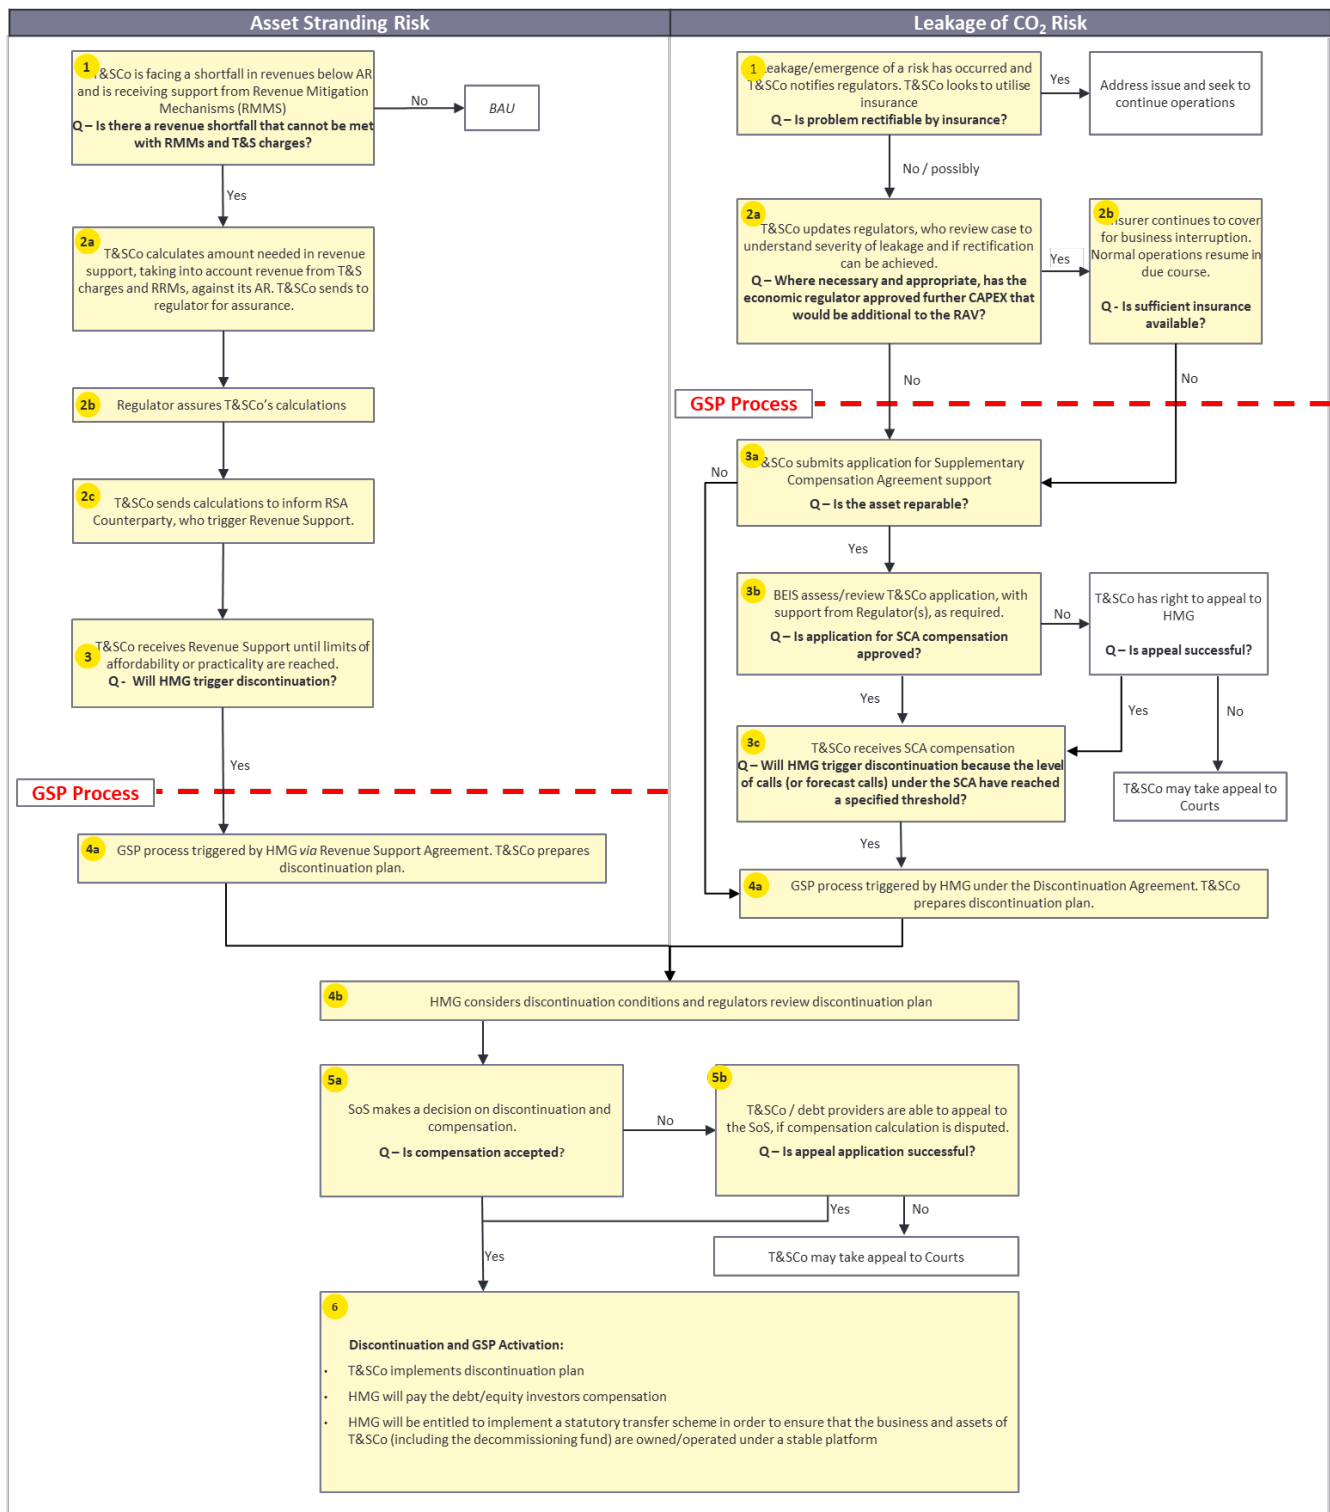 Asset Stranding Risk
1
T&SCo is facing a shortfall in revenues below AR
and is receiving support from Revenue Mitigation
Mechanisms (RMMS)
Q – Is there a revenue shortfall that cannot be met
with RMMs and T&S charges?
No
BAU
Yes
2a
T&SCo calculates amount needed in revenue
support, taking into account revenue from T&S
charges and RRMs, against its AR. T&SCo sends to
regulator for assurance.
2b
Regulator assures T&SCo's calculations
2c
T&SCo sends calculations to inform RSA
Counterparty, who trigger Revenue Support.
3
T&SCo receives Revenue Support until limits of
affordability or practicality are reached.
Q - Will HMG trigger discontinuation?
Yes
GSP Process
4a
GSP process triggered by HMG via Revenue Support Agreement. T&SCo prepares
discontinuation plan.
Leakage of CO₂ Risk
1
Leakage/emergence of a risk has occurred and
T&SCo notifies regulators. T&SCo looks to utilise
insurance
Q – Is problem rectifiable by insurance?
Yes
Address issue and seek to
continue operations
No / possibly
2a
T&SCo updates regulators, who review case to
understand severity of leakage and if rectification
can be achieved.
Q – Where necessary and appropriate, has the
economic regulator approved further CAPEX that
would be additional to the RAV?
Yes
2b
Insurer continues to cover
for business interruption.
Normal operations resume in
due course.
Q - Is sufficient insurance
available?
No
No
GSP Process
3a
T&SCo submits application for Supplementary
Compensation Agreement support
Q – Is the asset reparable?
No
Yes
3b
BEIS assess/review T&SCo application, with
support from Regulator(s), as required.
Q – Is application for SCA compensation
approved?
No
T&SCo has right to appeal to
HMG
Q – Is appeal successful?
Yes
Yes
No
3c
T&SCo receives SCA compensation
Q – Will HMG trigger discontinuation because the level
of calls (or forecast calls) under the SCA have reached
a specified threshold?
T&SCo may take appeal to
Courts
Yes
4a
GSP process triggered by HMG under the Discontinuation Agreement. T&SCo
prepares discontinuation plan.
4b
HMG considers discontinuation conditions and regulators review discontinuation plan
5a
SoS makes a decision on discontinuation and
compensation.
Q – Is compensation accepted?
No
5b
T&SCo / debt providers are able to appeal to
the SoS, if compensation calculation is disputed.
Q – Is appeal application successful?
Yes
No
T&SCo may take appeal to Courts
Yes
6
Discontinuation and GSP Activation:
• T&SCo implements discontinuation plan
• HMG will pay the debt/equity investors compensation
• HMG will be entitled to implement a statutory transfer scheme in order to ensure that the business and assets of
T&SCo (including the decommissioning fund) are owned/operated under a stable platform